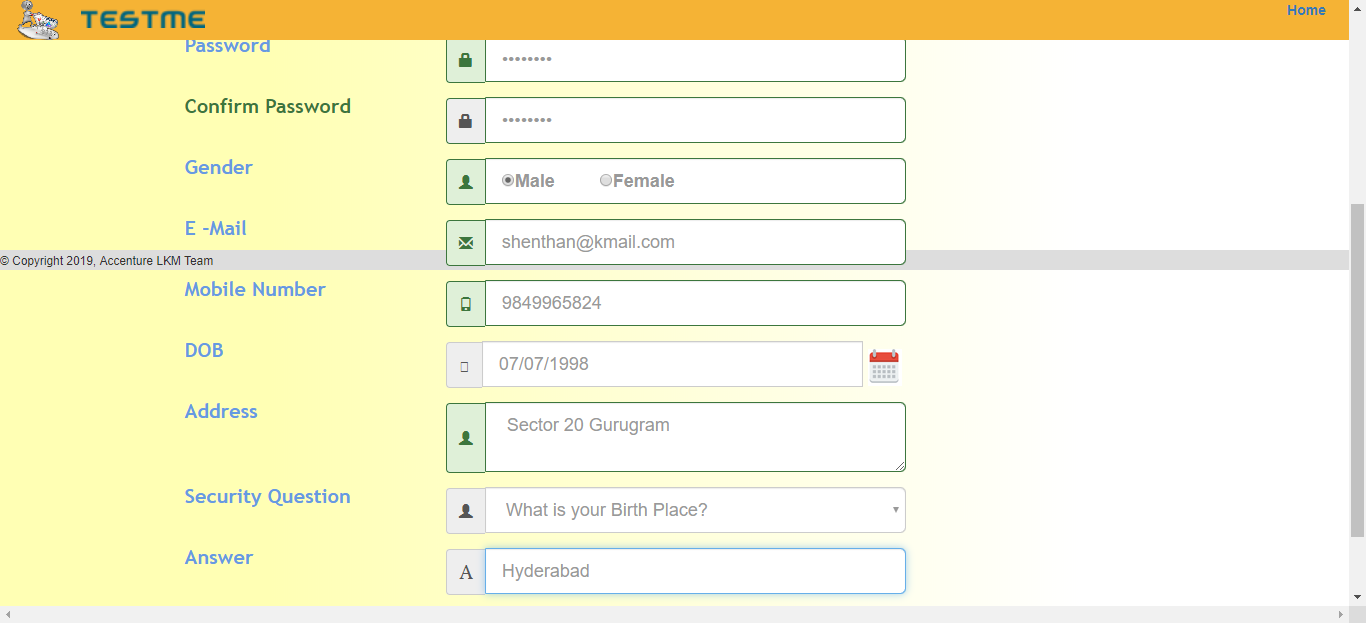 TESTME
Home
Password
••••••••
Confirm Password
••••••••
Gender
Male Female
E -Mail
shenthan@kmail.com
© Copyright 2019, Accenture LKM Team
Mobile Number
9849965824
DOB
07/07/1998
Address
Sector 20 Gurugram
Security Question
What is your Birth Place?
Answer
A Hyderabad